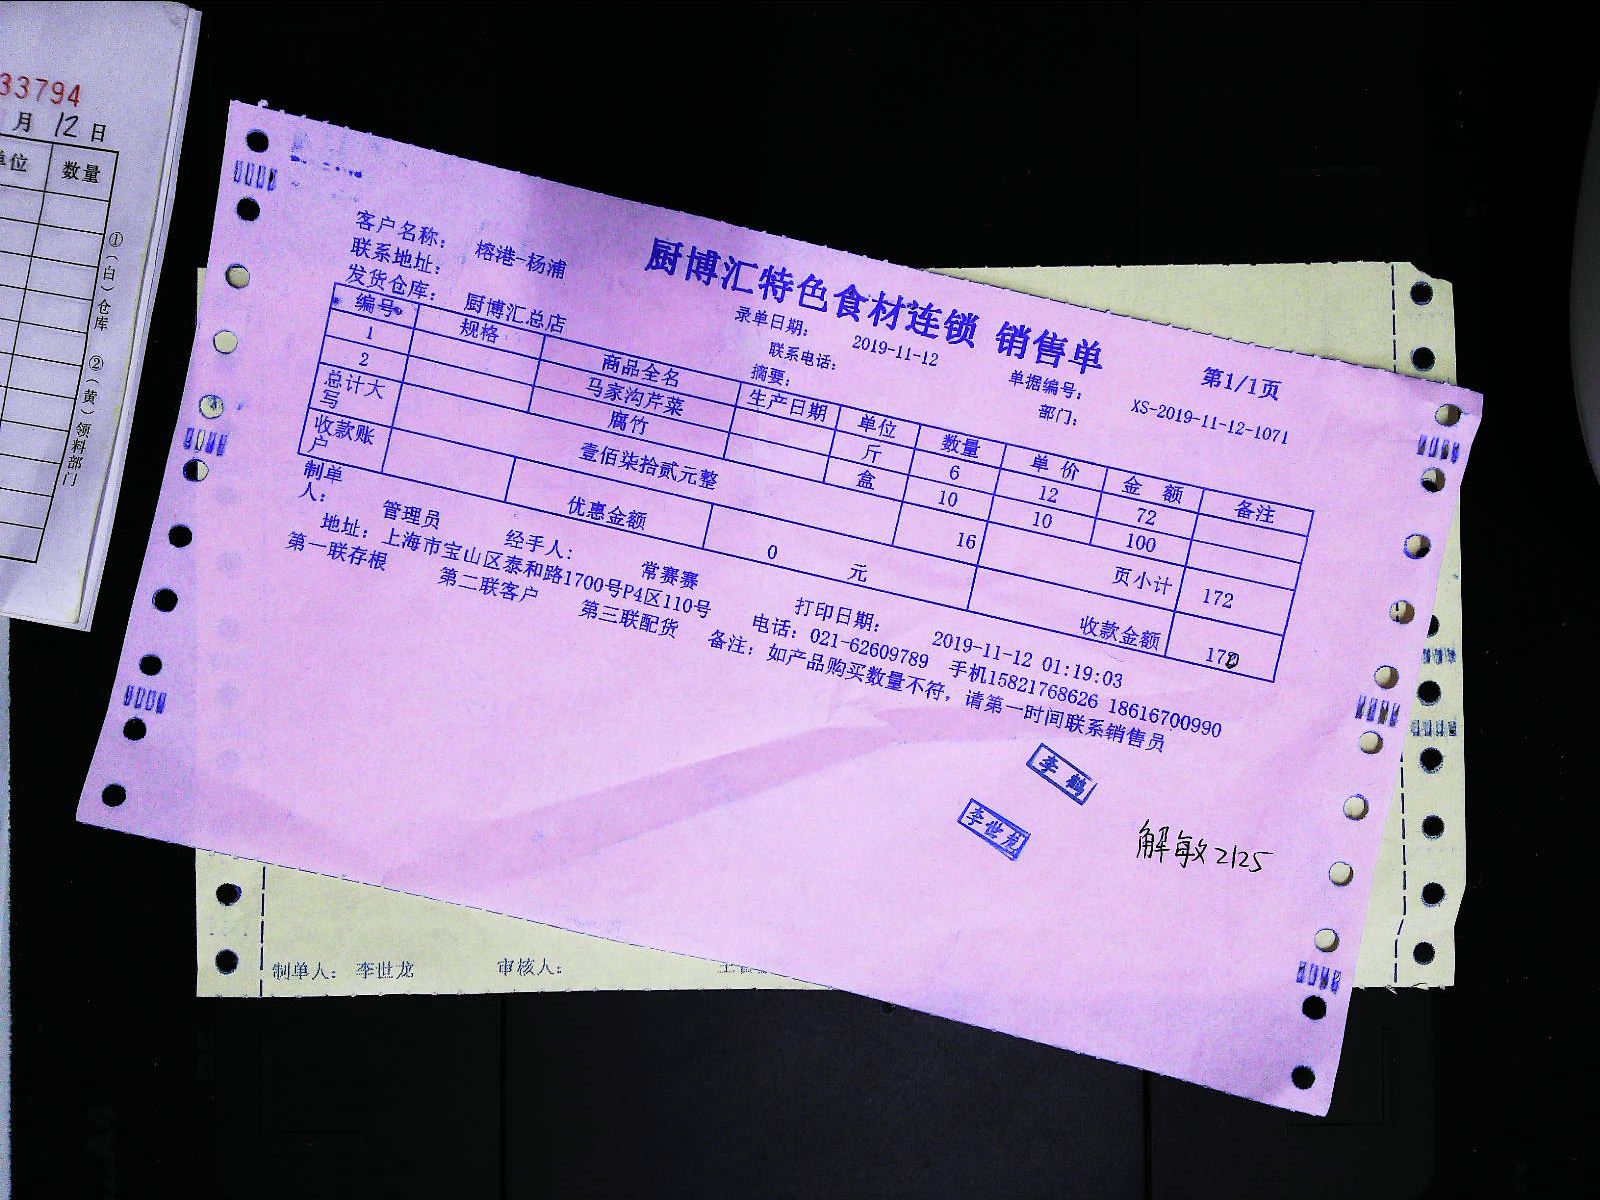 33794
月 12 日
单位 数量
①(白)仓库 ②(黄)领料部门
厨博汇特色食材连锁 销售单
第1/1页
客户名称: 榕港-杨浦
录单日期: 2019-11-12
单据编号: XS-2019-11-12-1071
联系地址:
联系电话:
部门:
发货仓库: 厨博汇总店
摘要:
编号 规格 商品全名 生产日期 单位 数量 单价 金额 备注
1 马家沟芹菜 斤 6 12 72
2 腐竹 盒 10 10 100
总计大写 壹佰柒拾贰元整 16 页小计 172
收款账户 优惠金额 0 元 收款金额 172
制单人: 管理员 经手人: 常赛赛 打印日期: 2019-11-12 01:19:03
地址: 上海市宝山区泰和路1700号P4区110号 电话: 021-62609789 手机15821768626 18616700990
第一联存根 第二联客户 第三联配货 备注: 如产品购买数量不符, 请第一时间联系销售员
李鹤
李世龙
解敏2125
制单人: 李世龙 审核人: